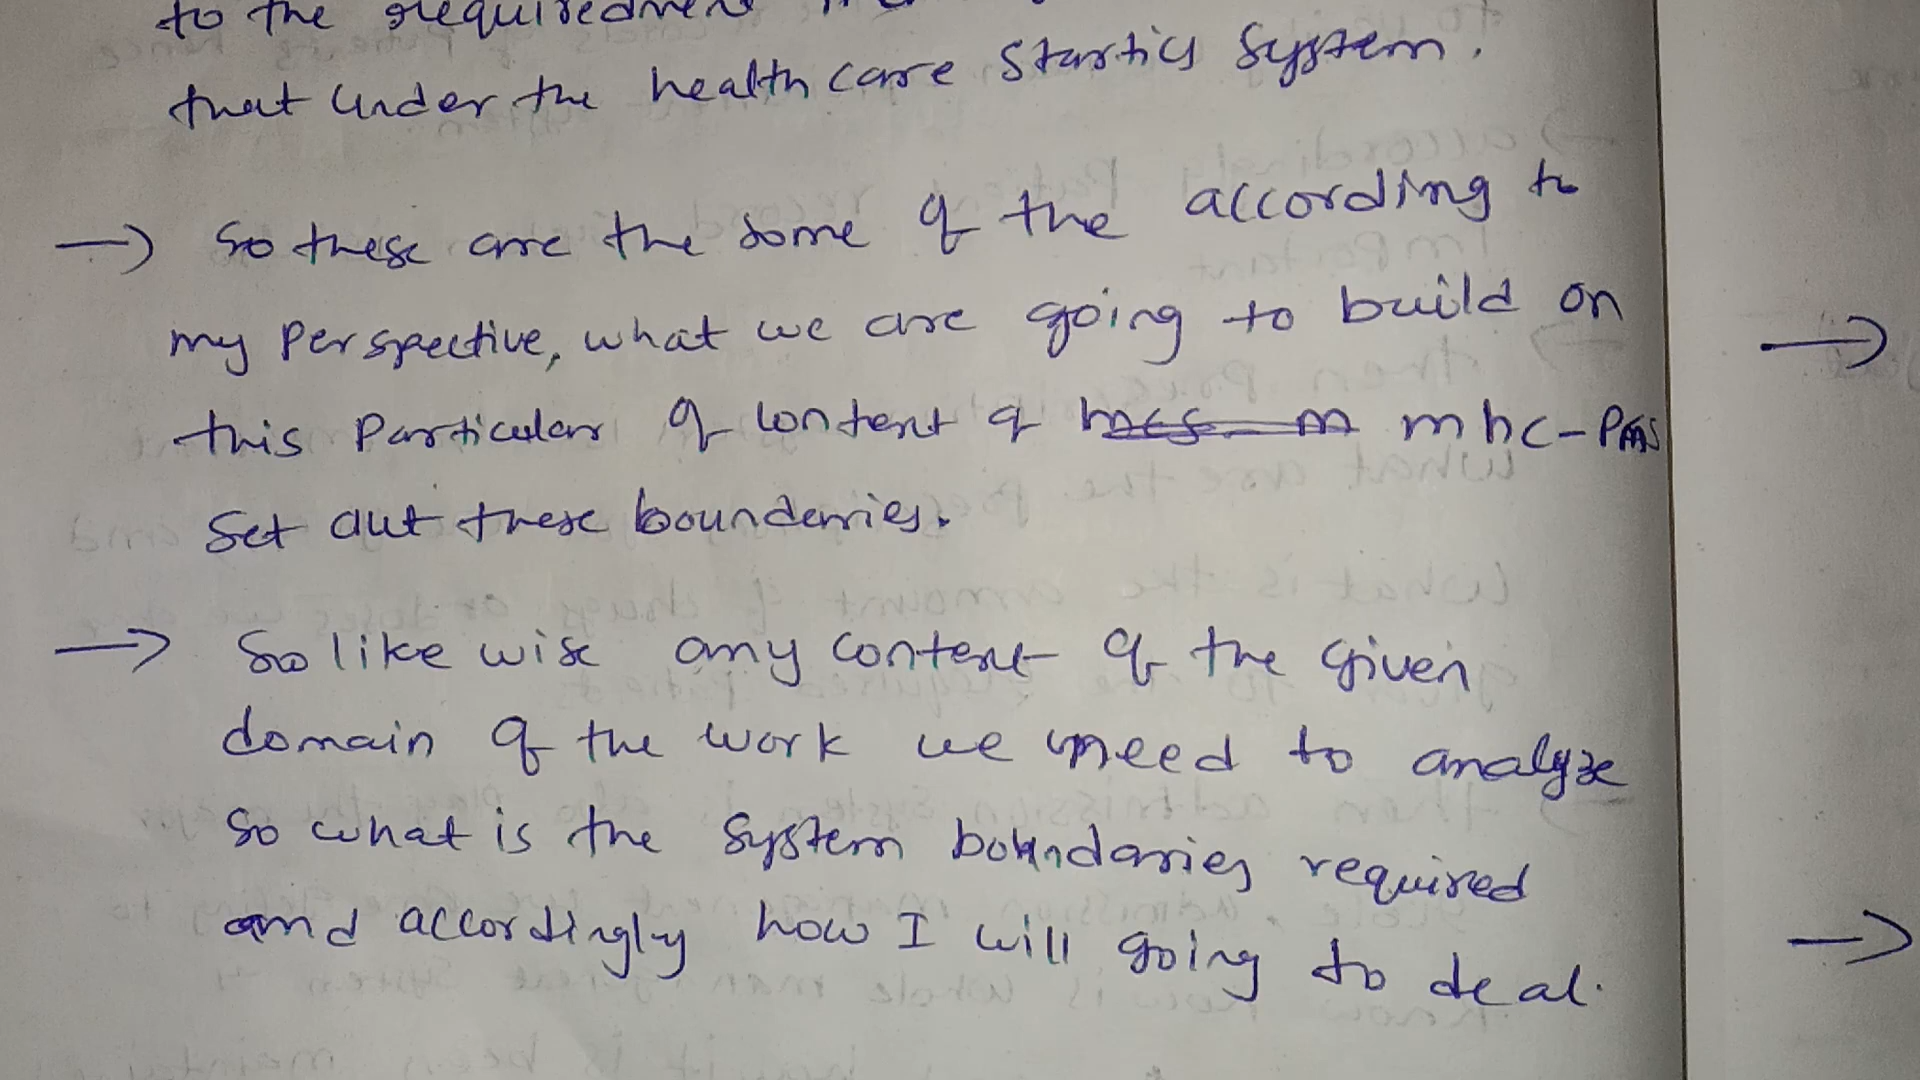 to the requirement
that under the health care Startics System.
→ So these are the some of the according to
my Perspective, what we are going to build on
this Particular of content of mhc-PMS
Set out these boundarries.
→ So like wise any content of the given
domain of the work we need to analyze
So what is the System boundaries required
and accordingly how I will going to deal.
→
→